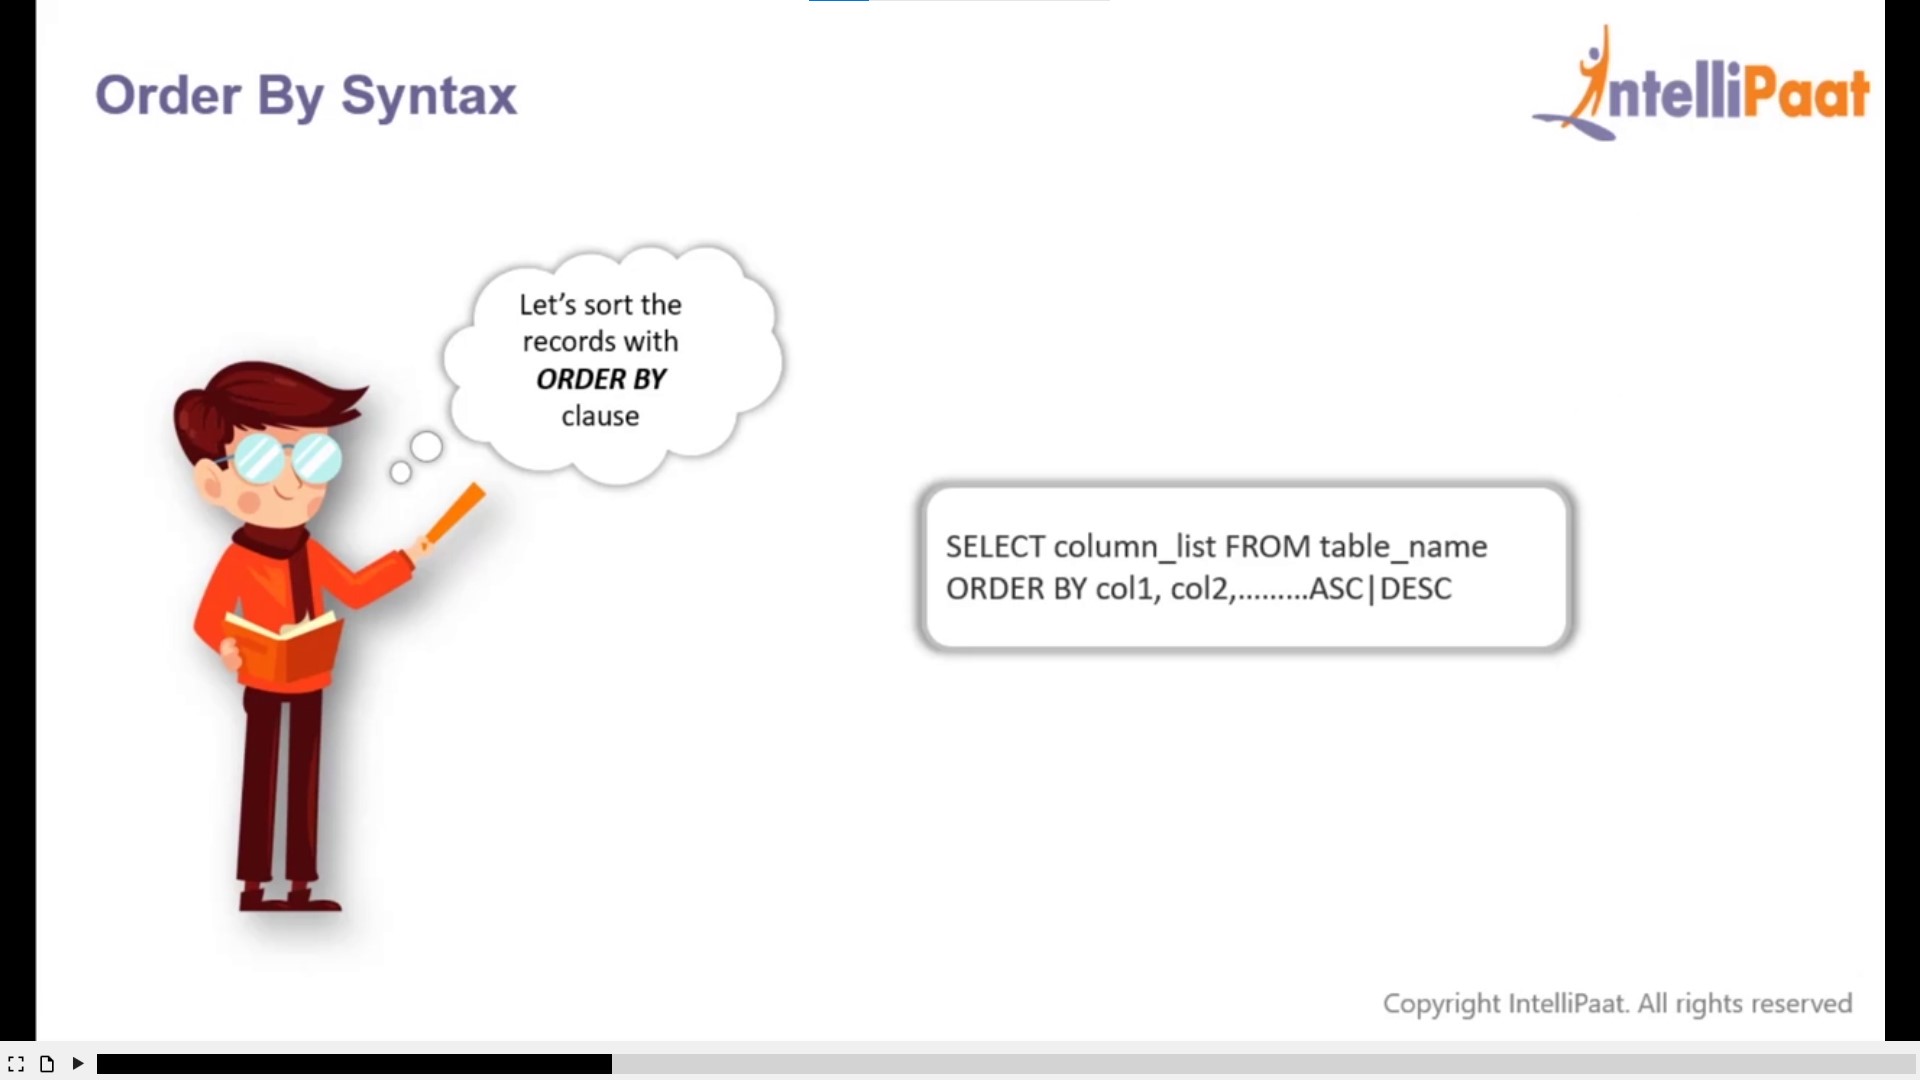 Order By Syntax
IntelliPaat
Let's sort the
records with
ORDER BY
clause
SELECT column_list FROM table_name
ORDER BY col1, col2,.........ASC|DESC
Copyright IntelliPaat. All rights reserved